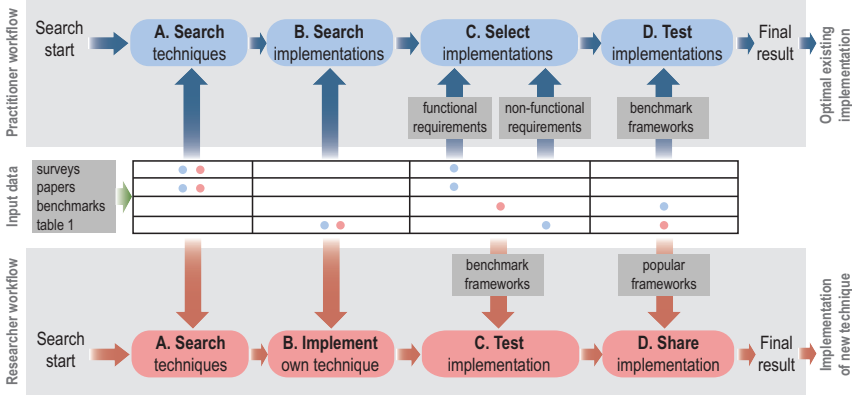 Practitioner workflow
Search
start
A. Search
techniques
B. Search
implementations
C. Select
implementations
D. Test
implementations
Final
result
Optimal existing
implementation
functional
requirements
non-functional
requirements
benchmark
frameworks
Input data
surveys
papers
benchmarks
table 1
Researcher workflow
benchmark
frameworks
popular
frameworks
Search
start
A. Search
techniques
B. Implement
own technique
C. Test
implementation
D. Share
implementation
Final
result
Implementation
of new technique